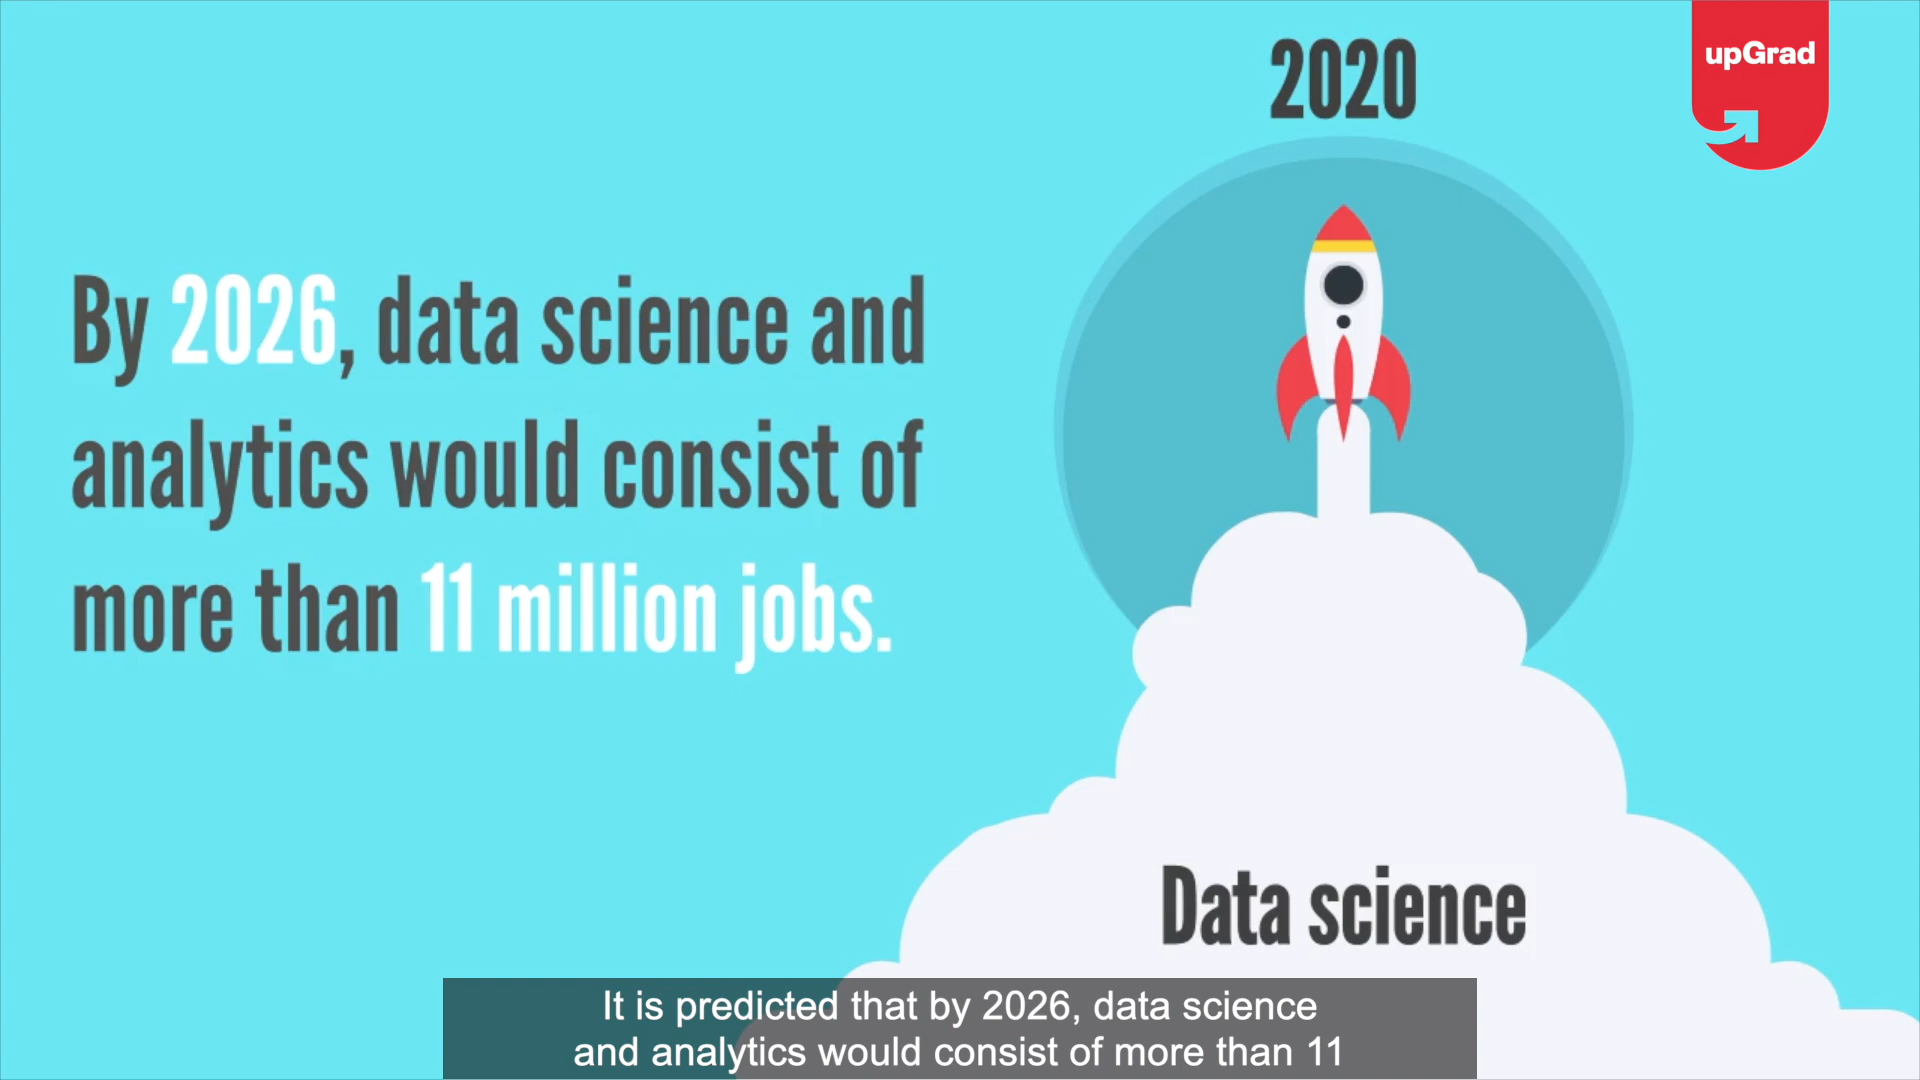 2020
upGrad
By 2026, data science and
analytics would consist of
more than 11 million jobs.
Data science
It is predicted that by 2026, data science
and analytics would consist of more than 11